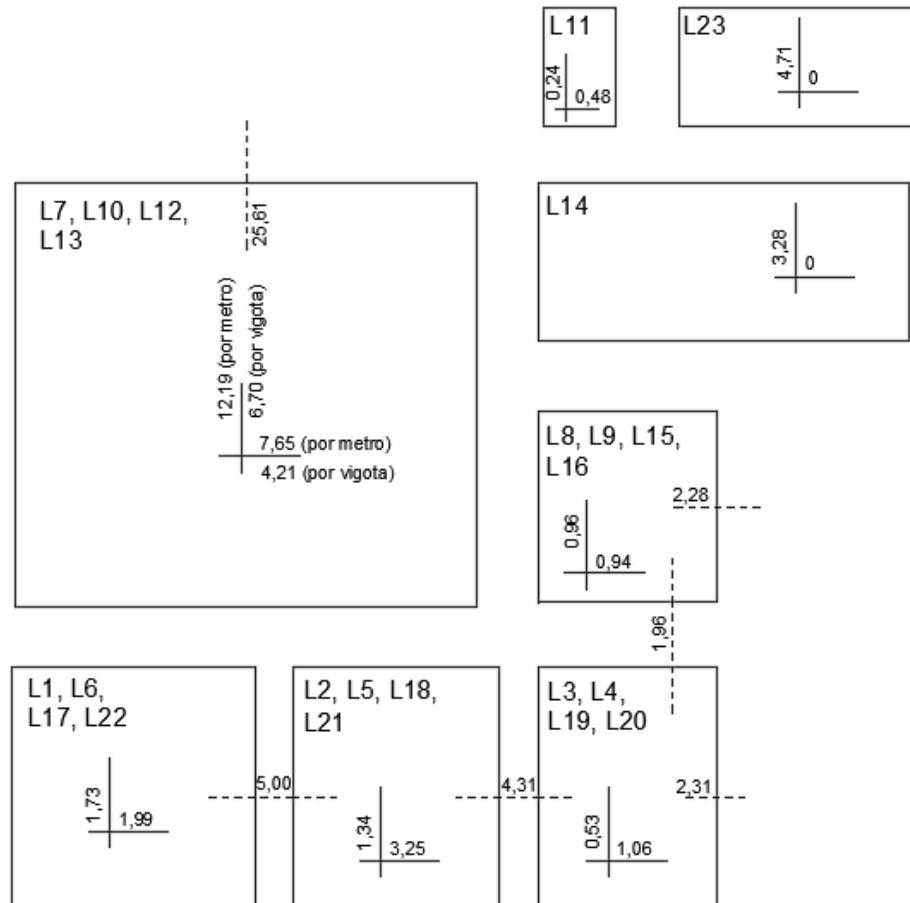 L11
0,24
0,48
L23
4,71
0
L7, L10, L12,
L13
25,61
12,19 (por metro)
6,70 (por vigota)
7,65 (por metro)
4,21 (por vigota)
L14
3,28
0
L8, L9, L15,
L16
2,28
0,96
0,94
1,96
L1, L6,
L17, L22
1,73
1,99
5,00
L2, L5, L18,
L21
1,34
3,25
4,31
L3, L4,
L19, L20
2,31
0,53
1,06